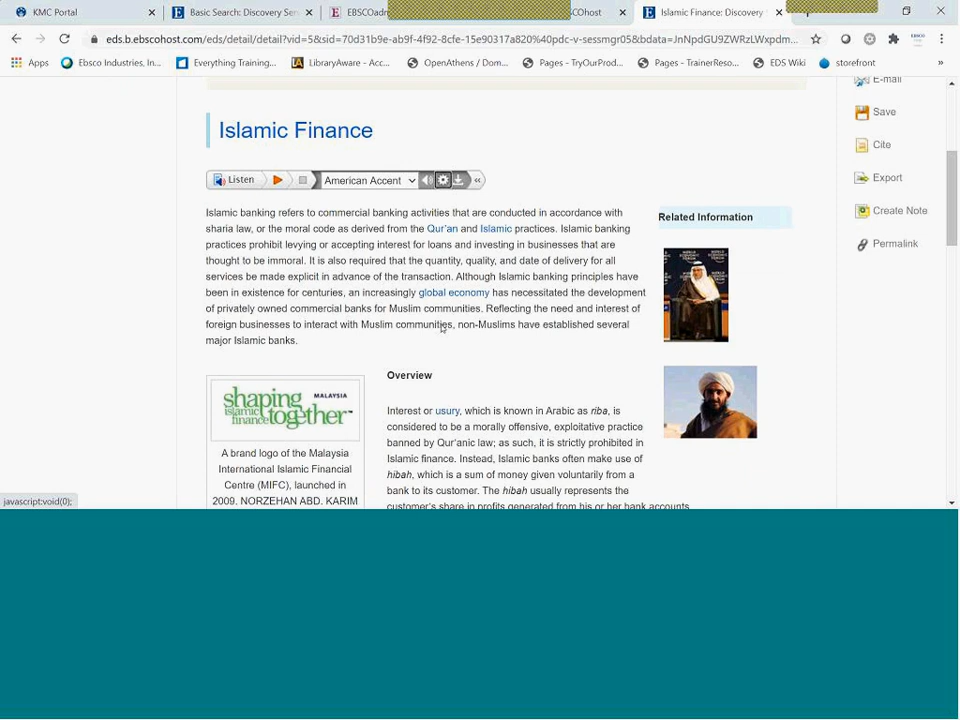 KMC Portal
Basic Search: Discovery Ser
EBSCOadm
COhost
Islamic Finance: Discovery
eds.b.ebscohost.com/eds/detail/detail?vid=5&sid=70d31b9e-ab9f-4f92-8cfe-15e90317a820%40pdc-v-sessmgr05&bdata=JnNpdGU9ZWRzLWxpdm...
Apps
Ebsco Industries, In...
Everything Training...
LibraryAware - Acc...
OpenAthens / Dom...
Pages - TryOurProd...
Pages - TrainerReso...
EDS Wiki
storefront
»
E-mail
Islamic Finance
Save
Cite
Listen
American Accent
Export
Islamic banking refers to commercial banking activities that are conducted in accordance with
sharia law, or the moral code as derived from the Qur'an and Islamic practices. Islamic banking
practices prohibit levying or accepting interest for loans and investing in businesses that are
thought to be immoral. It is also required that the quantity, quality, and date of delivery for all
services be made explicit in advance of the transaction. Although Islamic banking principles have
been in existence for centuries, an increasingly global economy has necessitated the development
of privately owned commercial banks for Muslim communities. Reflecting the need and interest of
foreign businesses to interact with Muslim communities, non-Muslims have established several
major Islamic banks.
Related Information
Create Note
Permalink
shaping
islamic
finance together™
MALAYSIA
A brand logo of the Malaysia
International Islamic Financial
Centre (MIFC), launched in
2009. NORZEHAN ABD. KARIM
Overview
Interest or usury, which is known in Arabic as riba, is
considered to be a morally offensive, exploitative practice
banned by Qur'anic law; as such, it is strictly prohibited in
Islamic finance. Instead, Islamic banks often make use of
hibah, which is a sum of money given voluntarily from a
bank to its customer. The hibah usually represents the
customer's share in profits generated from his or her bank accounts.
javascript:void(0);